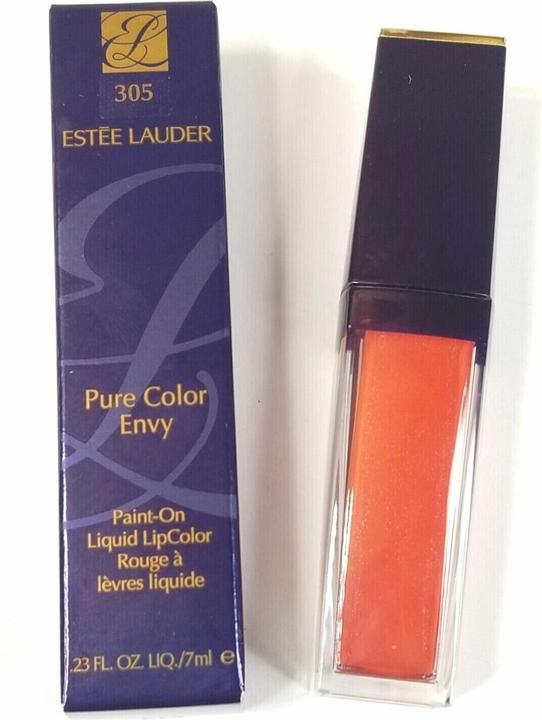 305
ESTĒE LAUDER
Pure Color
Envy
Paint-On
Liquid LipColor
Rouge à
lèvres liquide
.23 FL. OZ. LIQ./7ml ℮